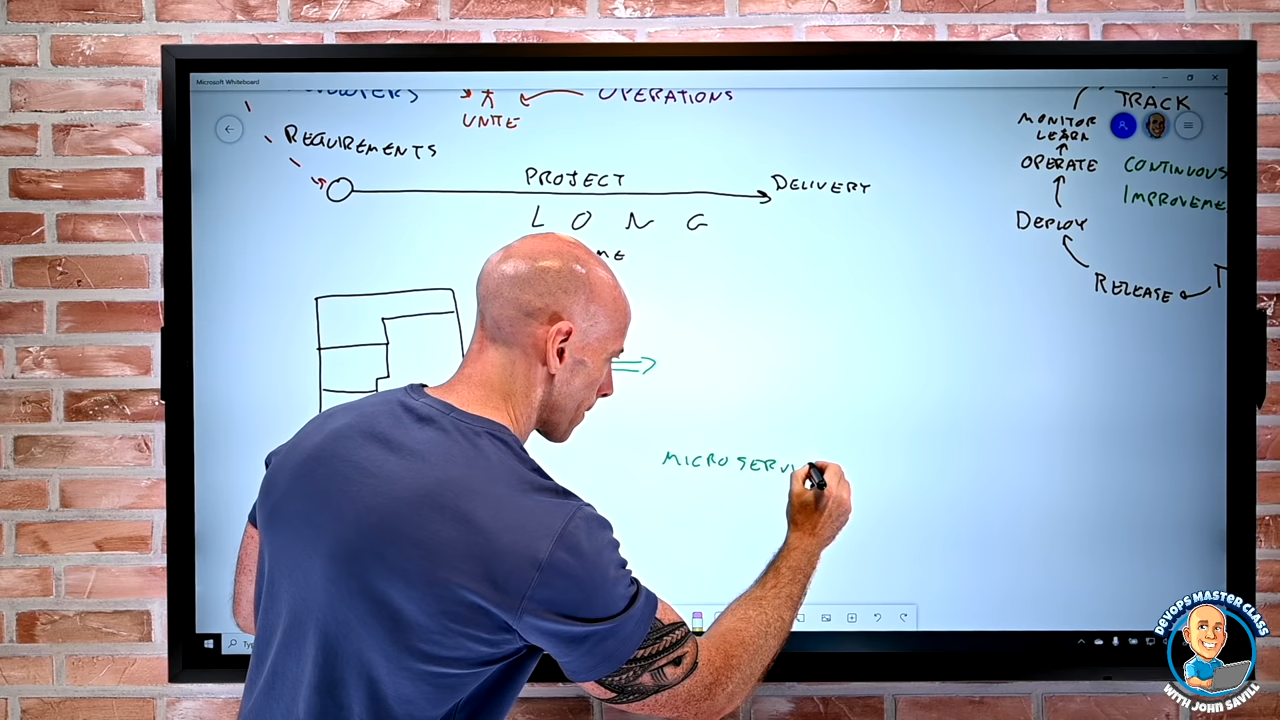 Microsoft Whiteboard
OPERATIONS
UNITE
REQUIREMENTS
PROJECT
DELIVERY
L O N G
MICROSERV
TRACK
MONITOR
LEARN
OPERATE
CONTINUOUS
IMPROVEME
DEPLOY
RELEASE
DEVOPS MASTER CLASS
WITH JOHN SAVILL